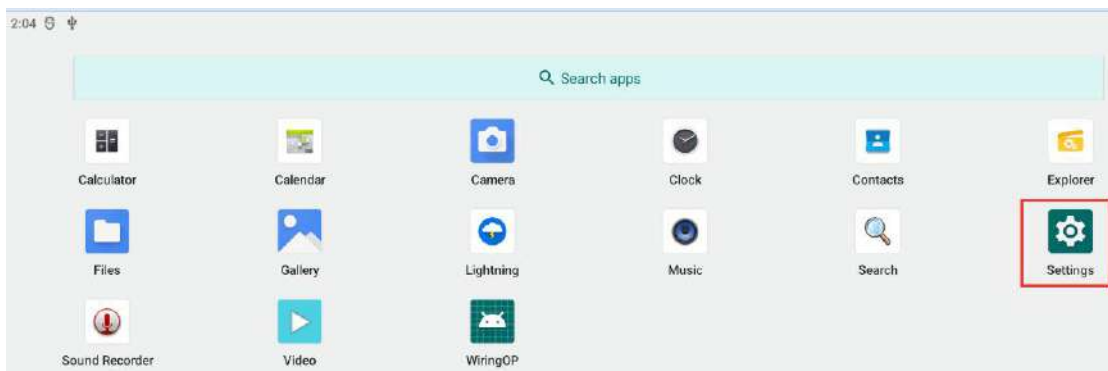 2:04
Search apps
Calculator Calendar Camera Clock Contacts Explorer
Files Gallery Lightning Music Search Settings
Sound Recorder Video WiringOP